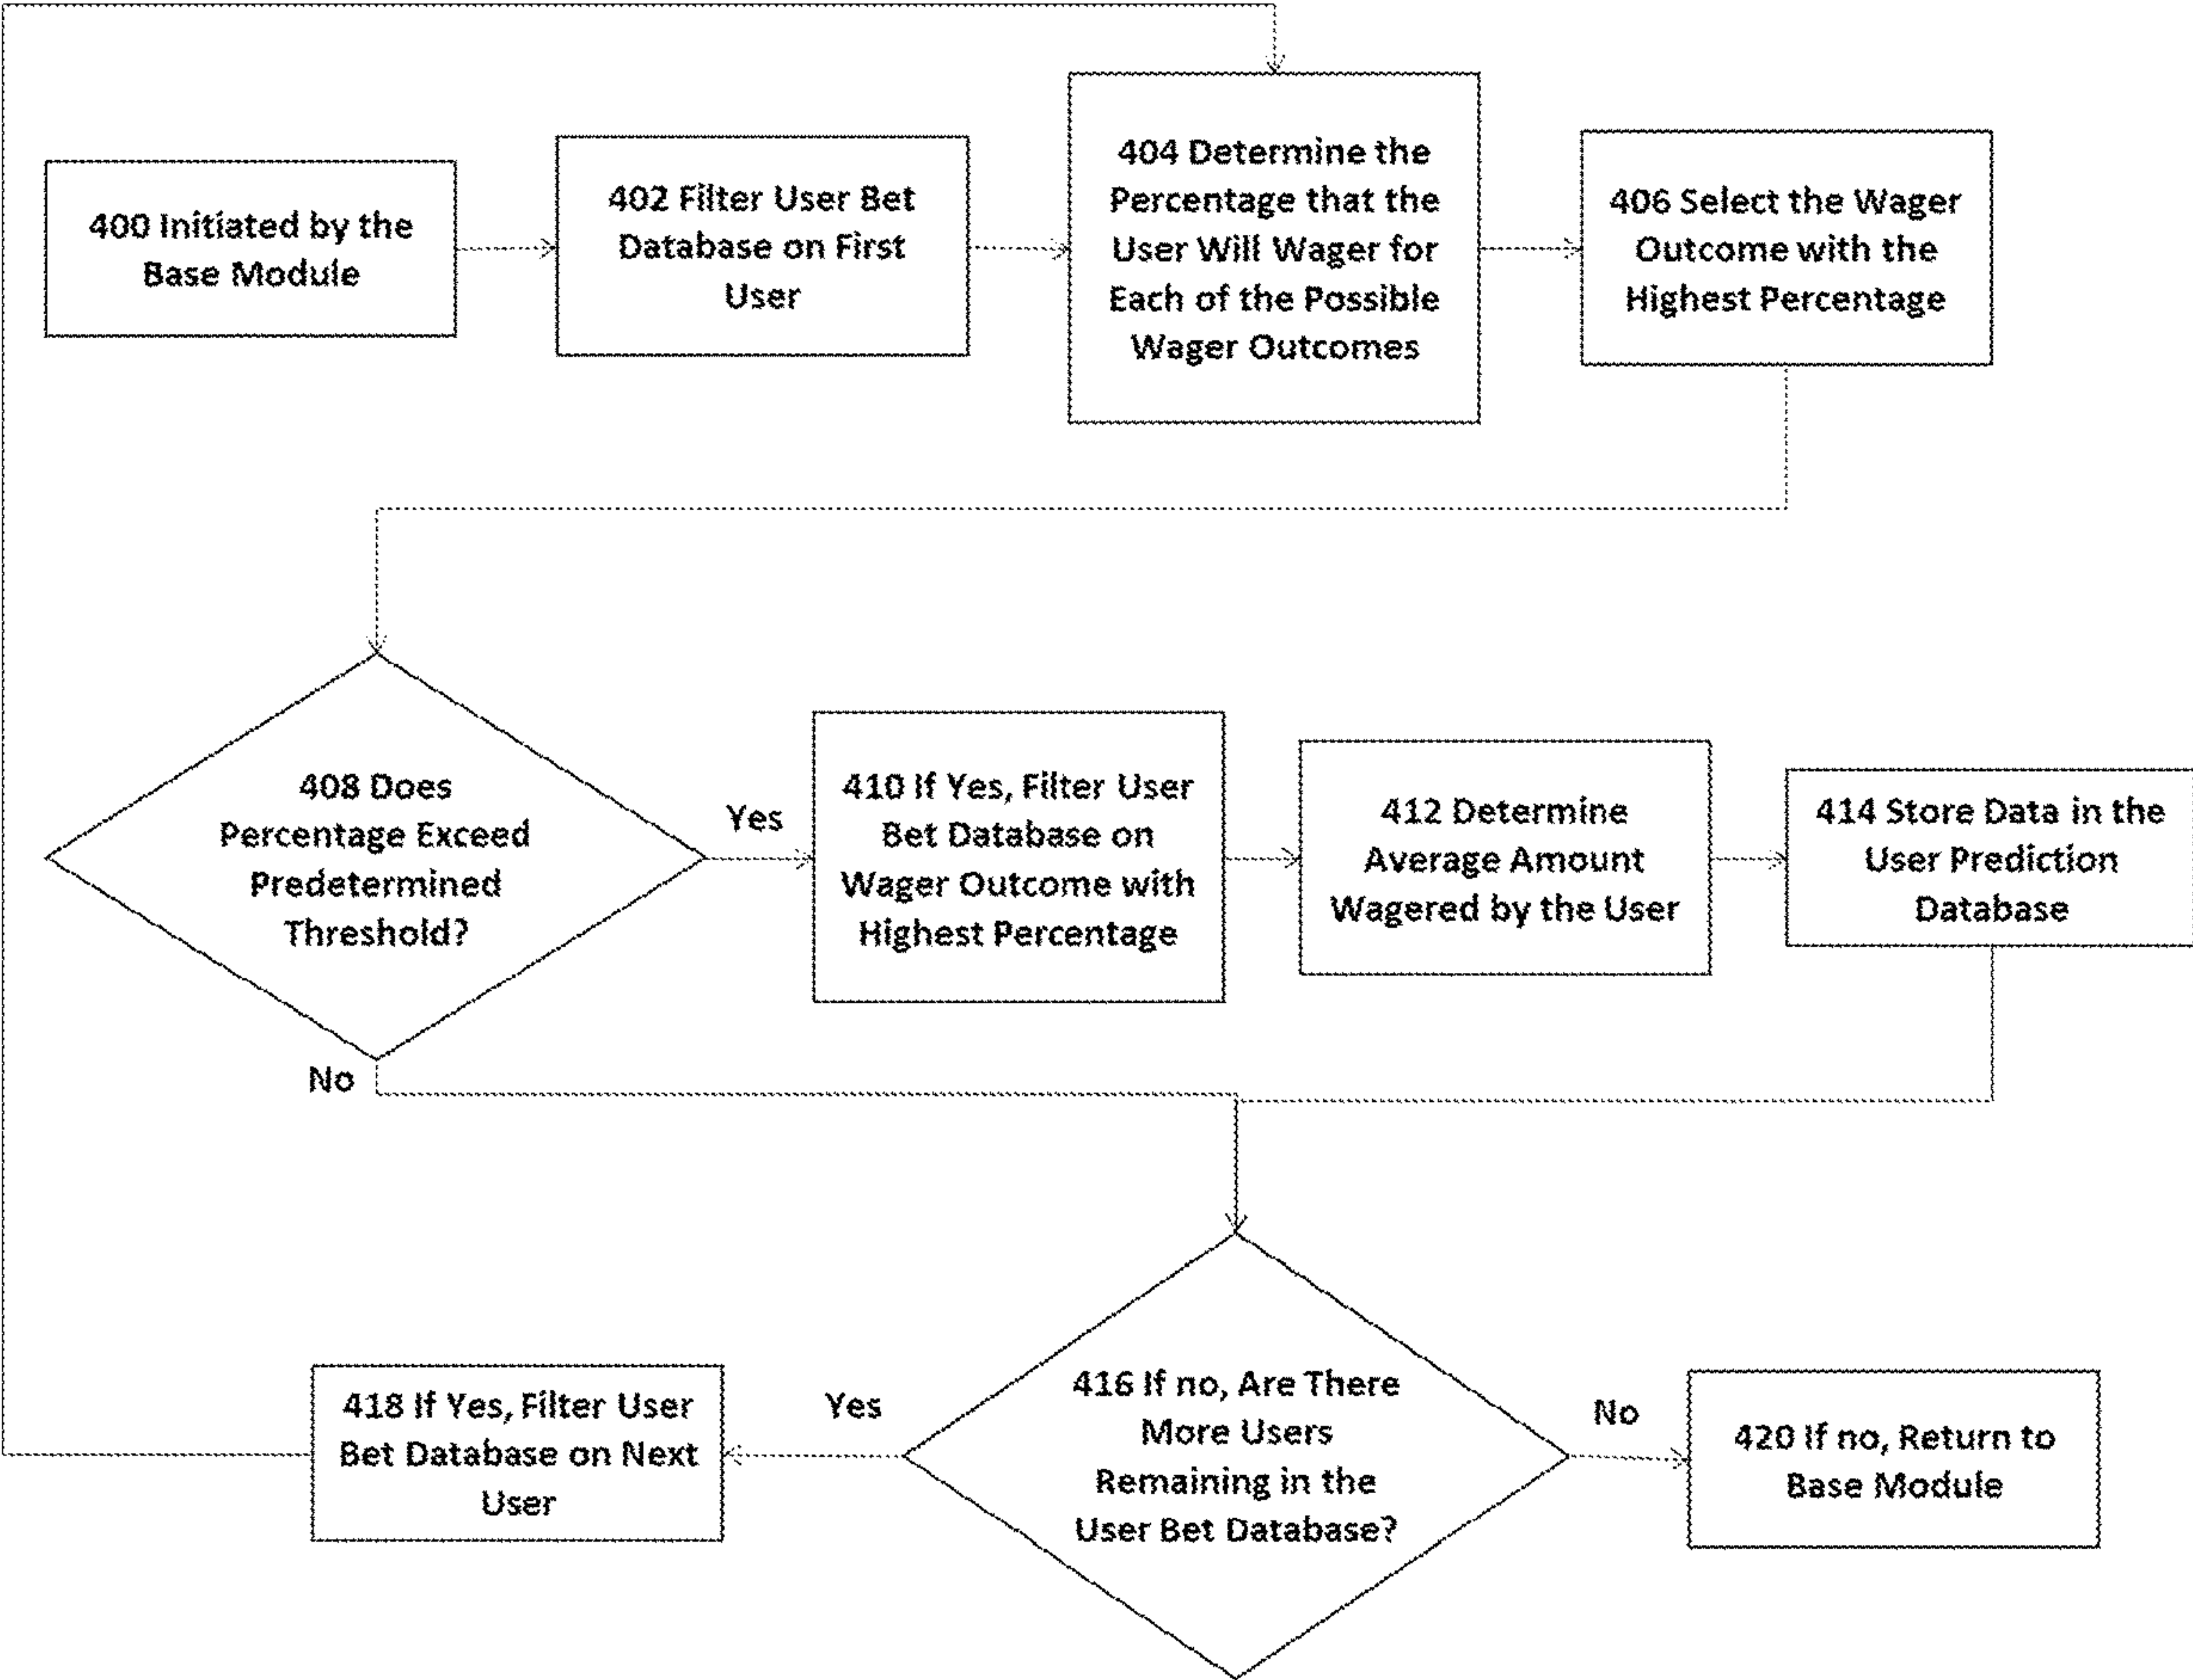 400 Initiated by the
Base Module
402 Filter User Bet
Database on First
User
404 Determine the
Percentage that the
User Will Wager for
Each of the Possible
Wager Outcomes
406 Select the Wager
Outcome with the
Highest Percentage
408 Does
Percentage Exceed
Predetermined
Threshold?
Yes
No
410 If Yes, Filter User
Bet Database on
Wager Outcome with
Highest Percentage
412 Determine
Average Amount
Wagered by the User
414 Store Data in the
User Prediction
Database
416 If no, Are There
More Users
Remaining in the
User Bet Database?
Yes
No
418 If Yes, Filter User
Bet Database on Next
User
420 If no, Return to
Base Module